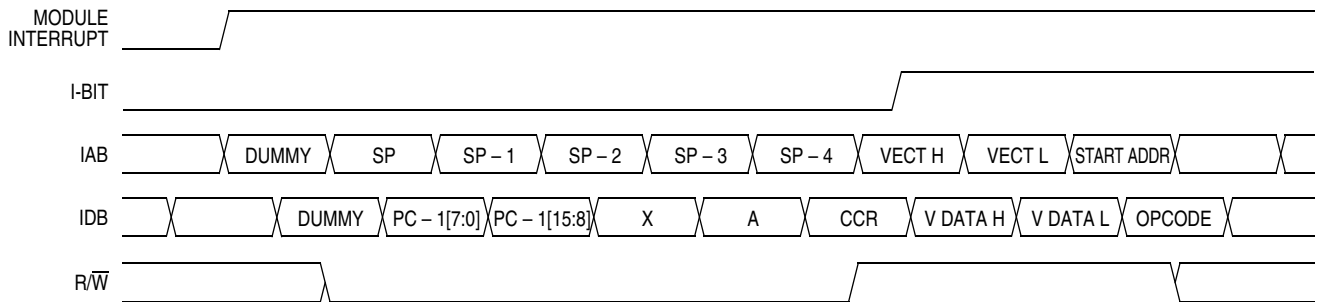 MODULE
INTERRUPT
I-BIT
IAB DUMMY SP SP – 1 SP – 2 SP – 3 SP – 4 VECT H VECT L START ADDR
IDB DUMMY PC – 1[7:0] PC – 1[15:8] X A CCR V DATA H V DATA L OPCODE
R/W̅